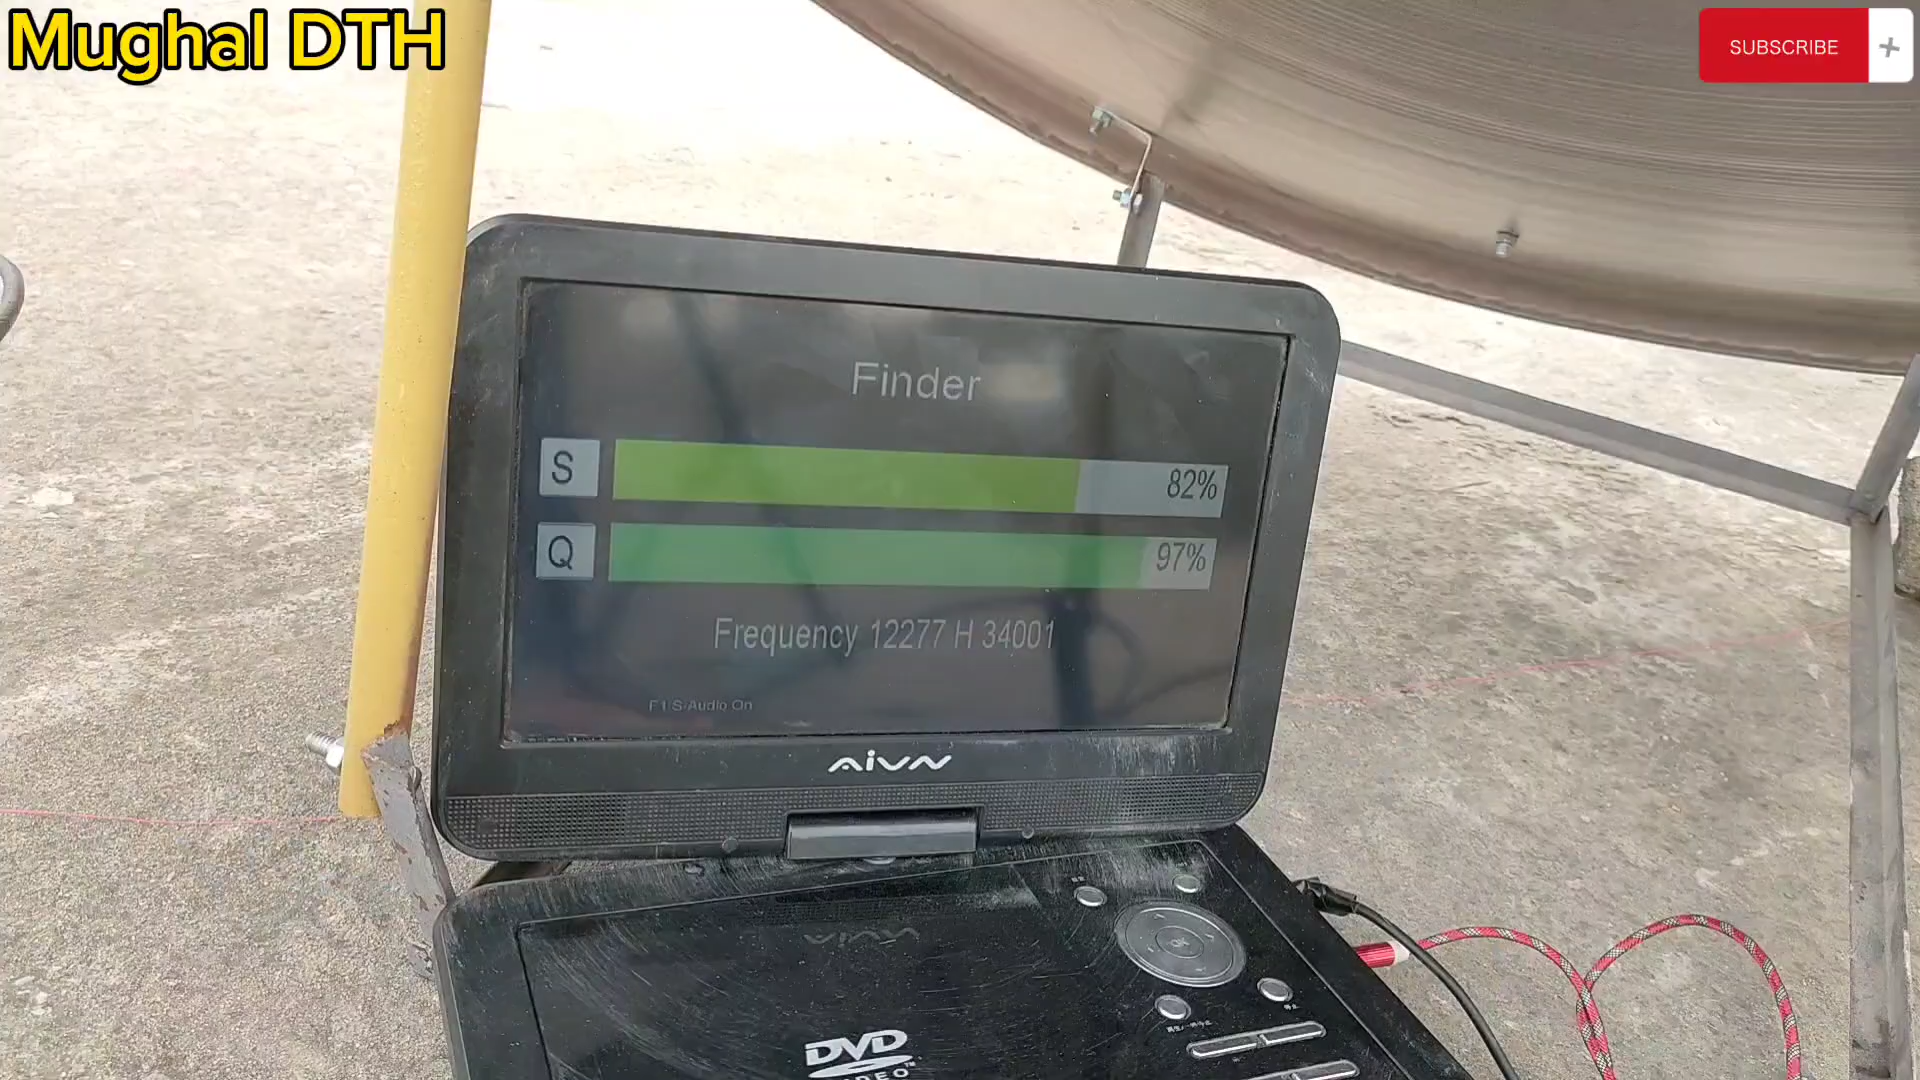 Mughal DTH
SUBSCRIBE +
Finder
S 82%
Q 97%
Frequency 12277 H 34001
F1 S/Audio On
AIVN
DVD